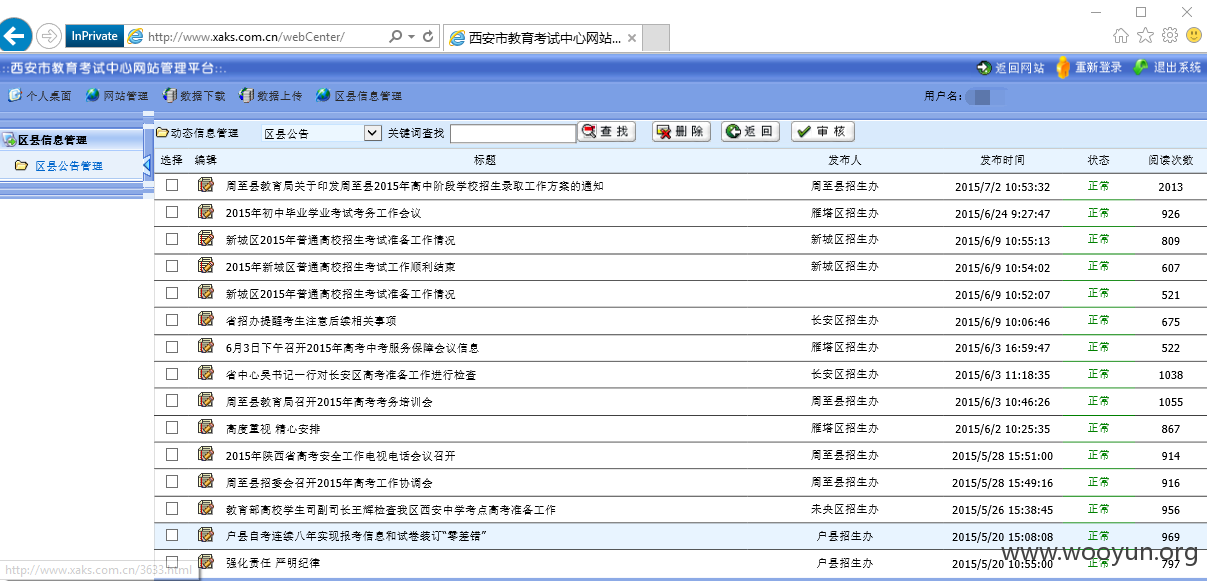 InPrivate http://www.xaks.com.cn/webCenter/ 西安市教育考试中心网站...
::西安市教育考试中心网站管理平台::. 返回网站 重新登录 退出系统
个人桌面 网站管理 数据下载 数据上传 区县信息管理 用户名:
区县信息管理
区县公告管理
动态信息管理 区县公告 关键词查找 查 找 删 除 返 回 审 核
选择 编辑 标题 发布人 发布时间 状态 阅读次数
周至县教育局关于印发周至县2015年高中阶段学校招生录取工作方案的通知 周至县招生办 2015/7/2 10:53:32 正常 2013
2015年初中毕业学业考试考务工作会议 雁塔区招生办 2015/6/24 9:27:47 正常 926
新城区2015年普通高校招生考试准备工作情况 新城区招生办 2015/6/9 10:55:13 正常 809
2015年新城区普通高校招生考试工作顺利结束 新城区招生办 2015/6/9 10:54:02 正常 607
新城区2015年普通高校招生考试准备工作情况 2015/6/9 10:52:07 正常 521
省招办提醒考生注意后续相关事项 长安区招生办 2015/6/9 10:06:46 正常 675
6月3日下午召开2015年高考中考服务保障会议信息 雁塔区招生办 2015/6/3 16:59:47 正常 522
省中心吴书记一行对长安区高考准备工作进行检查 长安区招生办 2015/6/3 11:18:35 正常 1038
周至县教育局召开2015年高考考务培训会 周至县招生办 2015/6/3 10:46:26 正常 1055
高度重视 精心安排 雁塔区招生办 2015/6/2 10:25:35 正常 867
2015年陕西省高考安全工作电视电话会议召开 周至县招生办 2015/5/28 15:51:00 正常 914
周至县招委会召开2015年高考工作协调会 周至县招生办 2015/5/28 15:49:16 正常 916
教育部高校学生司副司长王辉检查我区西安中学考点高考准备工作 未央区招生办 2015/5/26 15:38:45 正常 956
户县自考连续八年实现报考信息和试卷装订“零差错” 户县招生办 2015/5/20 15:08:08 正常 969
强化责任 严明纪律 户县招生办 2015/5/20 10:55:00 正常 797
http://www.xaks.com.cn/3633.html
www.wooyun.org